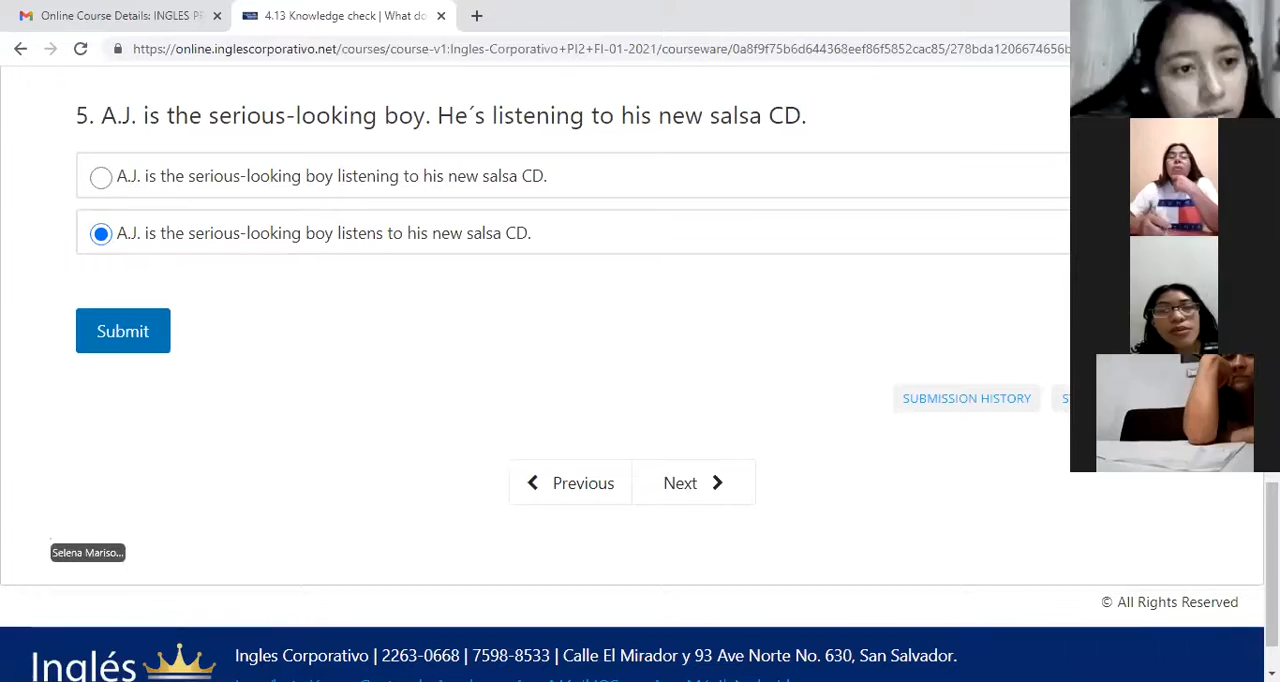 Online Course Details: INGLES P
4.13 Knowledge check | What do
https://online.inglescorporativo.net/courses/course-v1:Ingles-Corporativo+PI2+FI-01-2021/courseware/0a8f9f75b6d644368eef86f5852cac85/278bda1206674656b
5. A.J. is the serious-looking boy. He´s listening to his new salsa CD.
A.J. is the serious-looking boy listening to his new salsa CD.
A.J. is the serious-looking boy listens to his new salsa CD.
Submit
SUBMISSION HISTORY
Previous Next
Selena Mariso...
© All Rights Reserved
Inglés
Ingles Corporativo | 2263-0668 | 7598-8533 | Calle El Mirador y 93 Ave Norte No. 630, San Salvador.